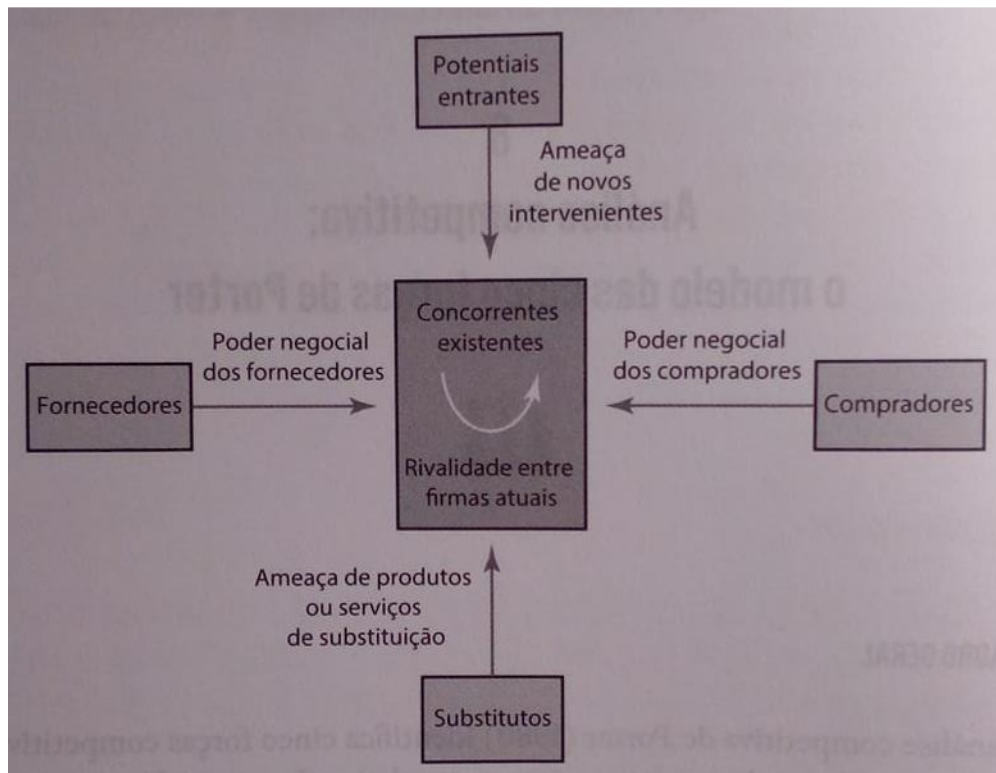 Potentiais
entrantes
Ameaça
de novos
intervenientes
Concorrentes
existentes
Poder negocial
dos fornecedores
Poder negocial
dos compradores
Fornecedores
Compradores
Rivalidade entre
firmas atuais
Ameaça de produtos
ou serviços
de substituição
Substitutos